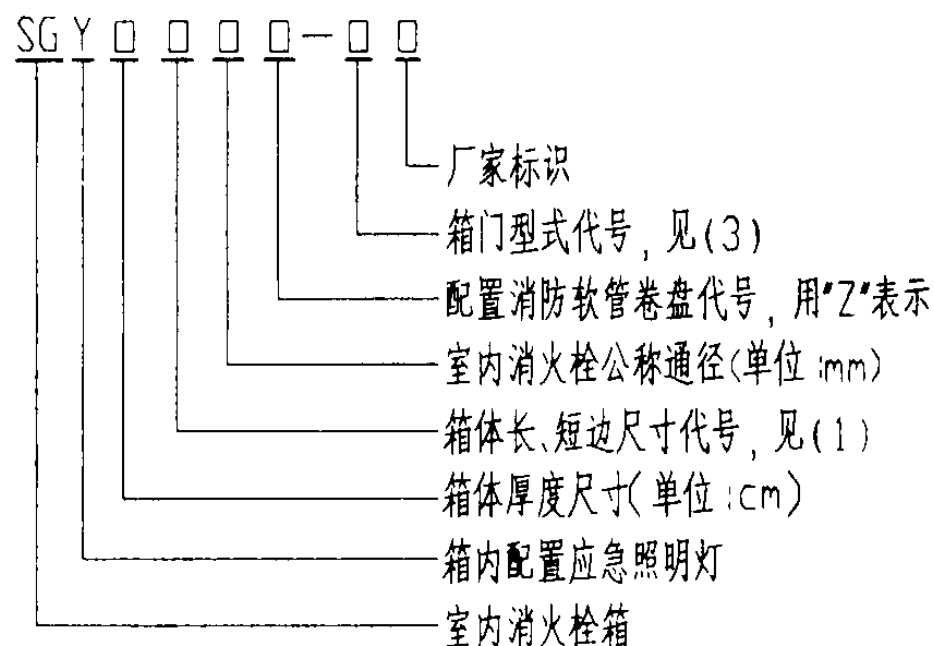 SGY□□□□-□□
厂家标识
箱门型式代号, 见(3)
配置消防软管卷盘代号, 用"Z"表示
室内消火栓公称通径(单位:mm)
箱体长、短边尺寸代号, 见(1)
箱体厚度尺寸(单位:cm)
箱内配置应急照明灯
室内消火栓箱